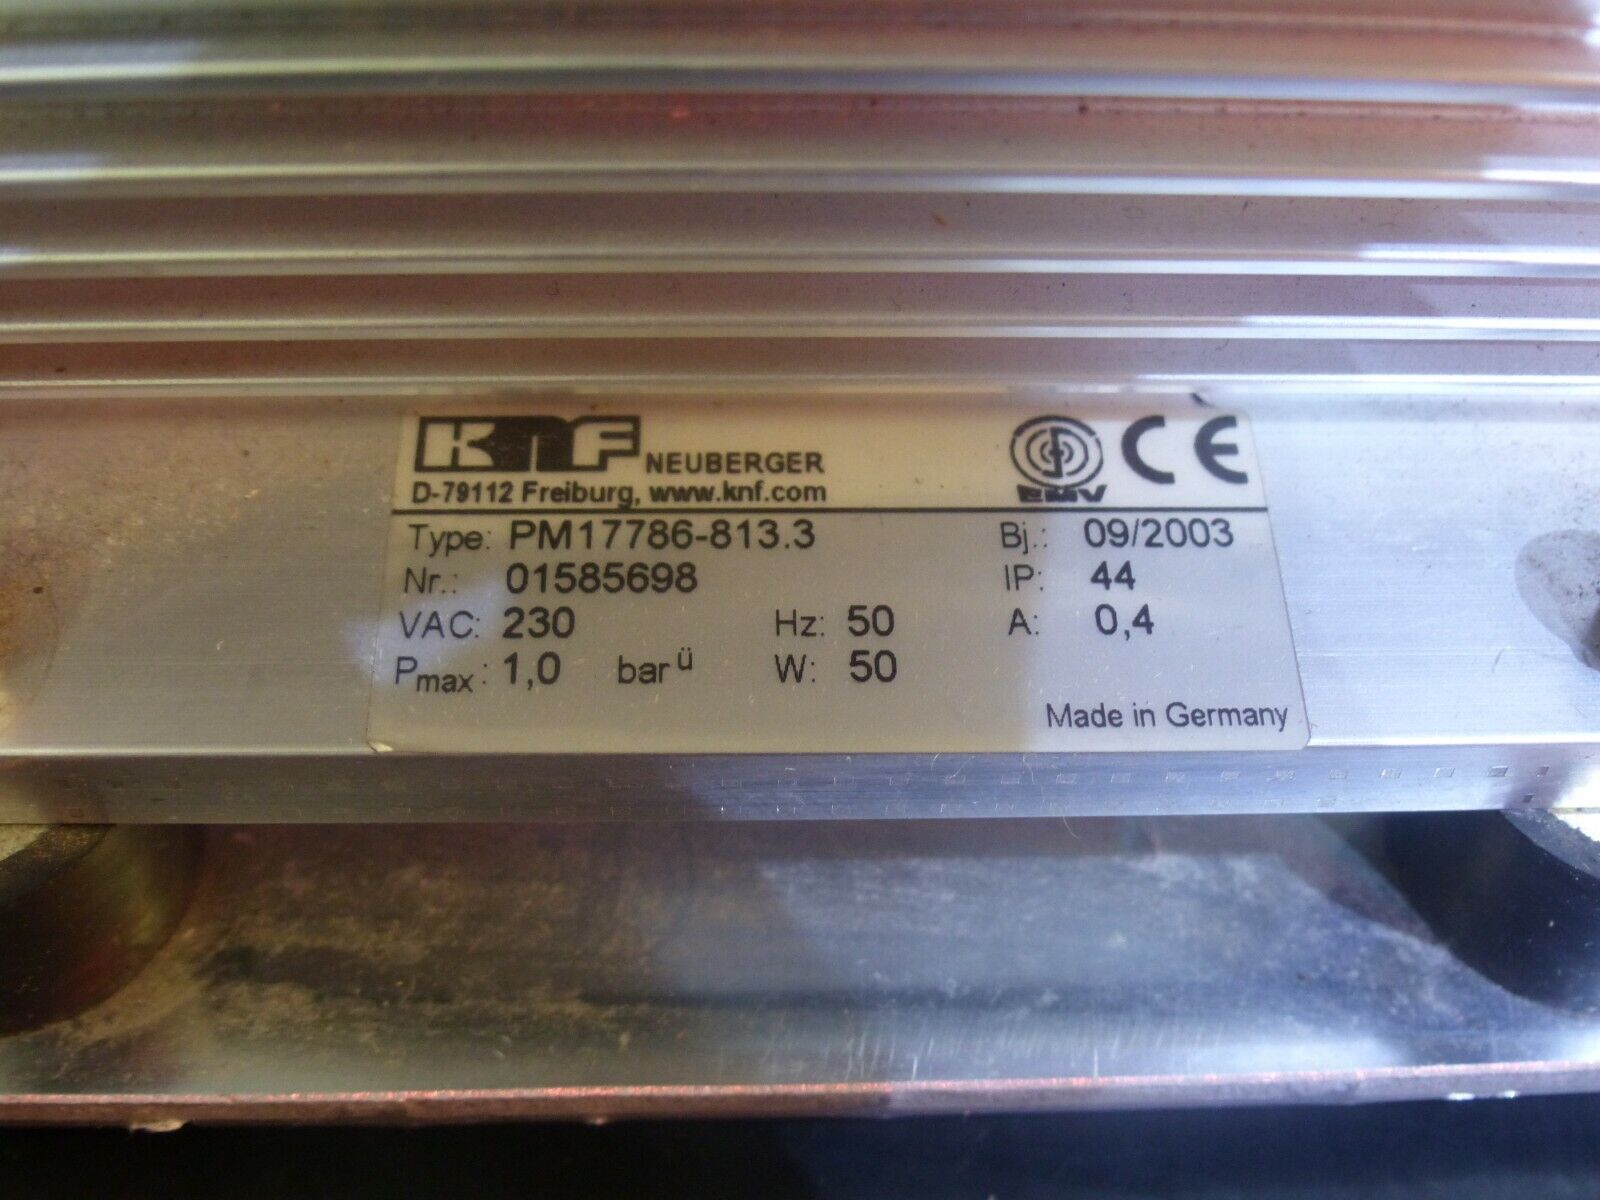 KNF NEUBERGER EMV CE
D-79112 Freiburg, www.knf.com
Type: PM17786-813.3 Bj.: 09/2003
Nr.: 01585698 IP: 44
VAC: 230 Hz: 50 A: 0,4
Pmax: 1,0 bar ü W: 50
Made in Germany